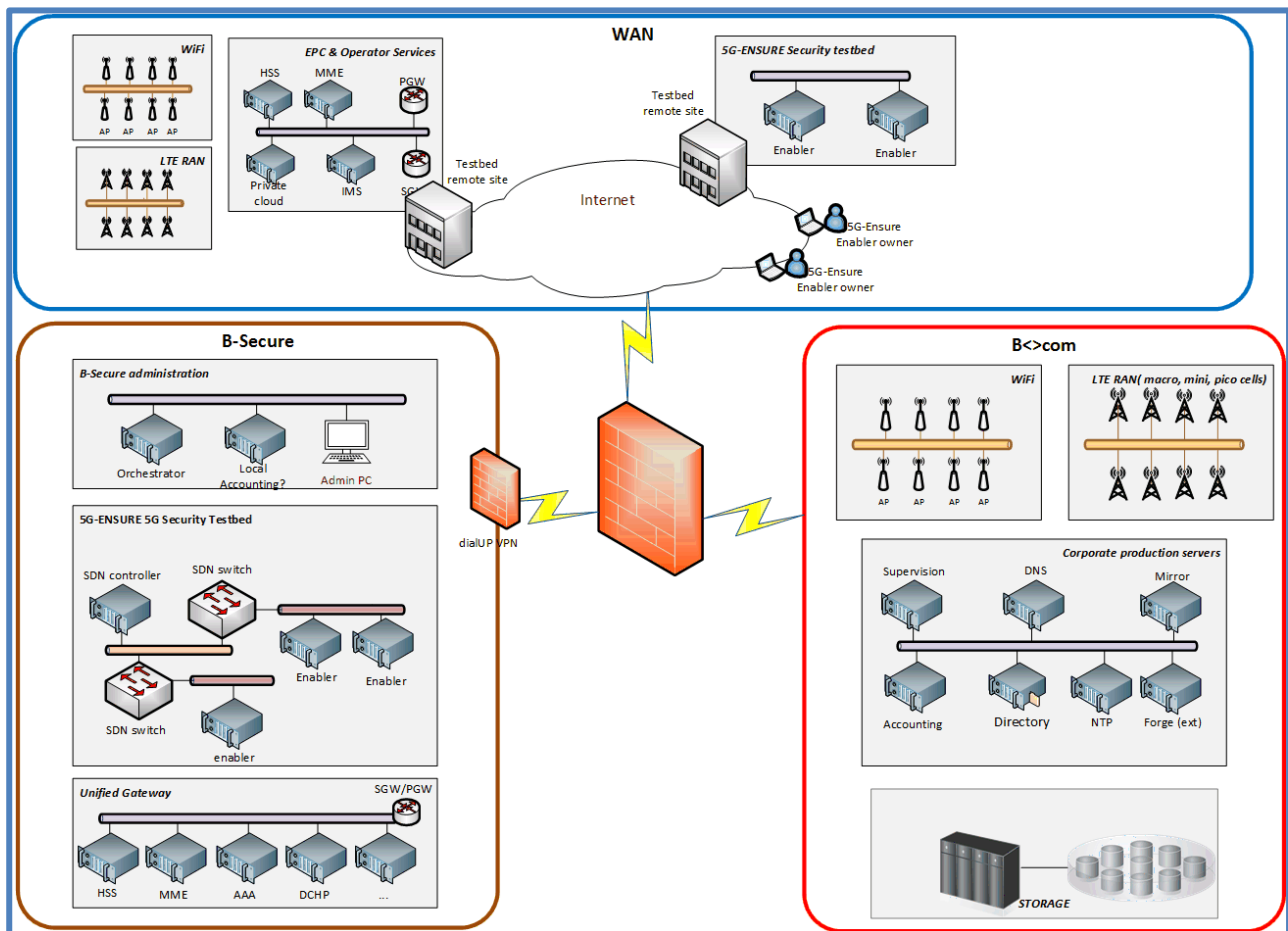 WAN
WiFi
AP AP AP AP
LTE RAN
EPC & Operator Services
HSS MME
PGW
Private
cloud
IMS
Testbed
remote site
Internet
Testbed
remote site
5G-ENSURE Security testbed
Enabler
Enabler
5G-Ensure
Enabler owner
5G-Ensure
Enabler owner
B-Secure
B-Secure administration
Orchestrator
Local
Accounting?
Admin PC
dialUP VPN
5G-ENSURE 5G Security Testbed
SDN controller
SDN switch
Enabler
Enabler
SDN switch
enabler
Unified Gateway
SGW/PGW
HSS MME AAA DCHP ...
B<>com
WiFi
AP AP AP AP
LTE RAN( macro, mini, pico cells)
Corporate production servers
Supervision DNS Mirror
Accounting Directory NTP Forge (ext)
STORAGE